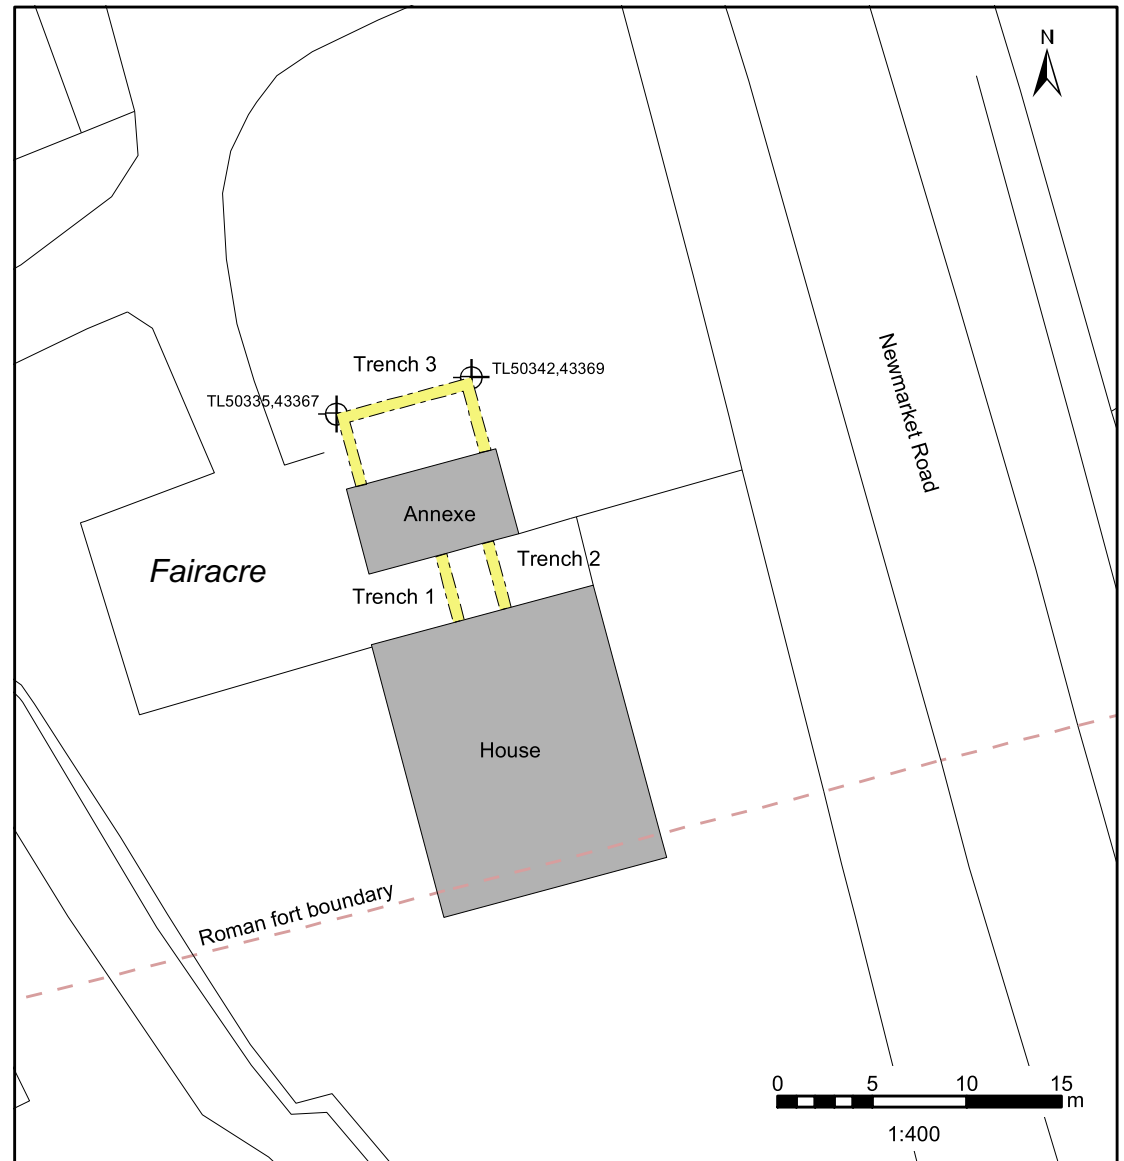 N
Trench 3
TL50342,43369
TL50335,43367
Newmarket Road
Annexe
Trench 2
Fairacre
Trench 1
House
Roman fort boundary
0 5 10 15
m
1:400